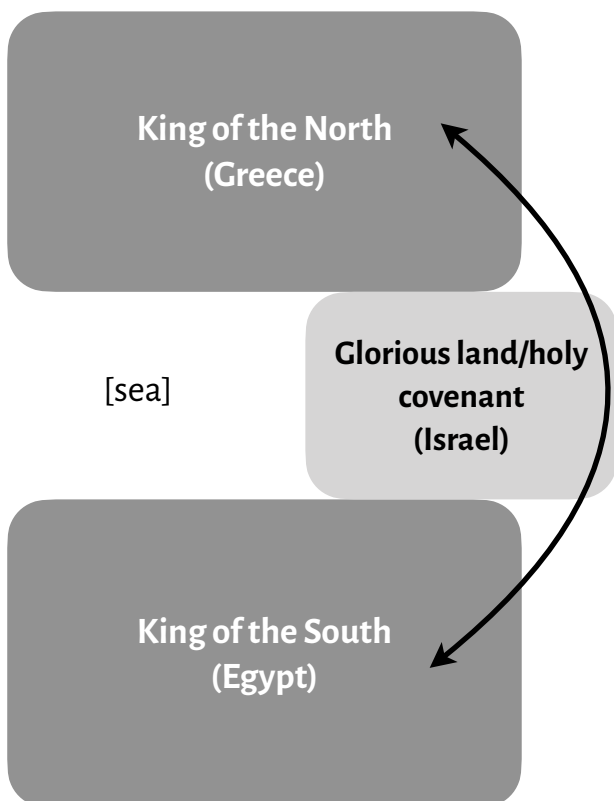 King of the North
(Greece)
Glorious land/holy
covenant
(Israel)
[sea]
King of the South
(Egypt)